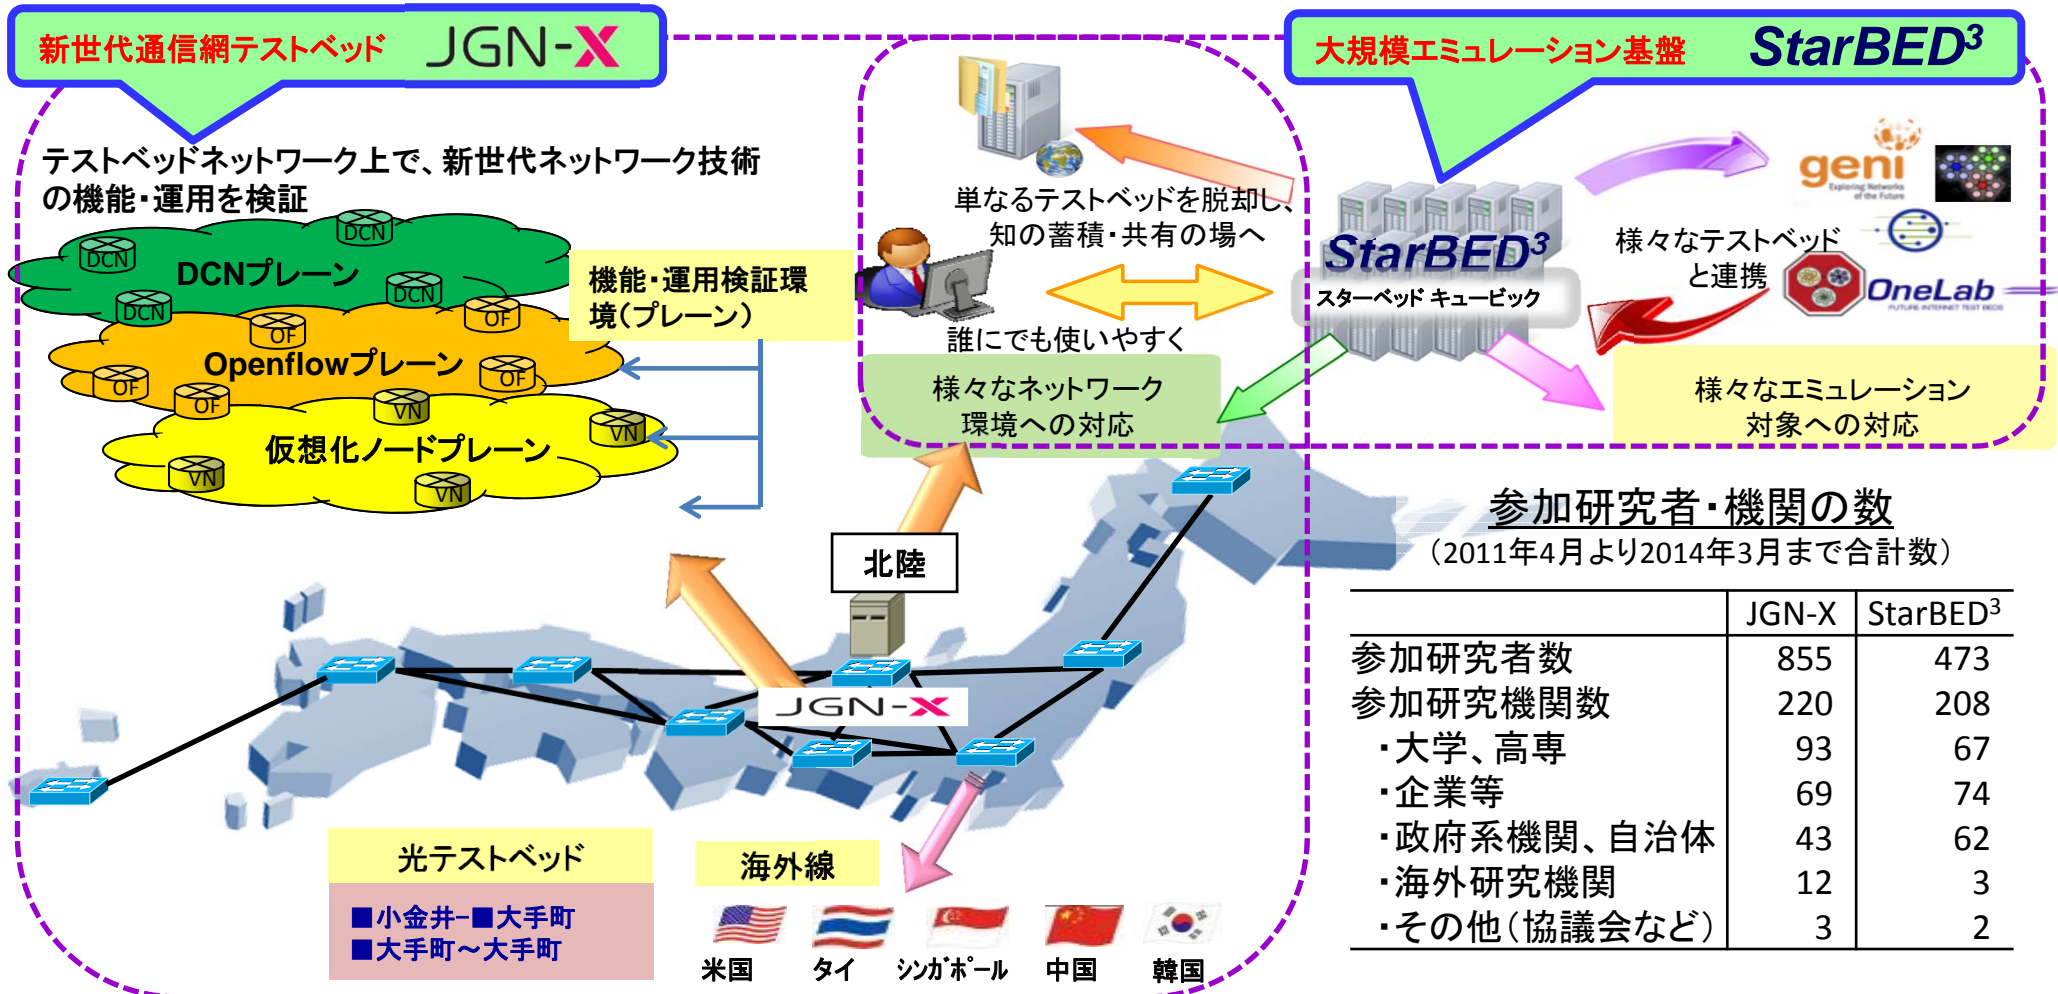 新世代通信網テストベッド JGN-X
大規模エミュレーション基盤 StarBED³
テストベッドネットワーク上で、新世代ネットワーク技術
の機能・運用を検証
DCN
DCN
DCNプレーン
DCN
DCN
機能・運用検証環
境(プレーン)
OF
OF
Openflowプレーン
OF
OF
OF
VN
VN
仮想化ノードプレーン
VN
VN
単なるテストベッドを脱却し、
知の蓄積・共有の場へ
誰にでも使いやすく
様々なネットワーク
環境への対応
StarBED³
スターベッド キュービック
geni
Exploring Networks
of the Future
様々なテストベッド
と連携
OneLab
FUTURE INTERNET TEST BEDS
様々なエミュレーション
対象への対応
北陸
JGN-X
光テストベッド
■小金井-■大手町
■大手町～大手町
海外線
米国
タイ
シンガポール
中国
韓国
参加研究者・機関の数
（2011年4月より2014年3月まで合計数）
JGN-X StarBED³
参加研究者数 855 473
参加研究機関数 220 208
・大学、高専 93 67
・企業等 69 74
・政府系機関、自治体 43 62
・海外研究機関 12 3
・その他（協議会など） 3 2